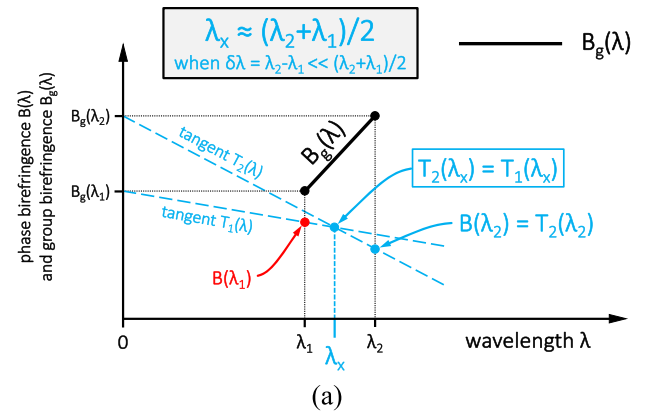 λx ≈ (λ2+λ1)/2
when δλ = λ2-λ1 << (λ2+λ1)/2
Bg(λ)
phase birefringence B(λ)
and group birefringence Bg(λ)
Bg(λ2)
Bg(λ1)
tangent T2(λ)
tangent T1(λ)
Bg(λ)
T2(λx) = T1(λx)
B(λ2) = T2(λ2)
B(λ1)
0
λ1
λx
λ2
wavelength λ
(a)